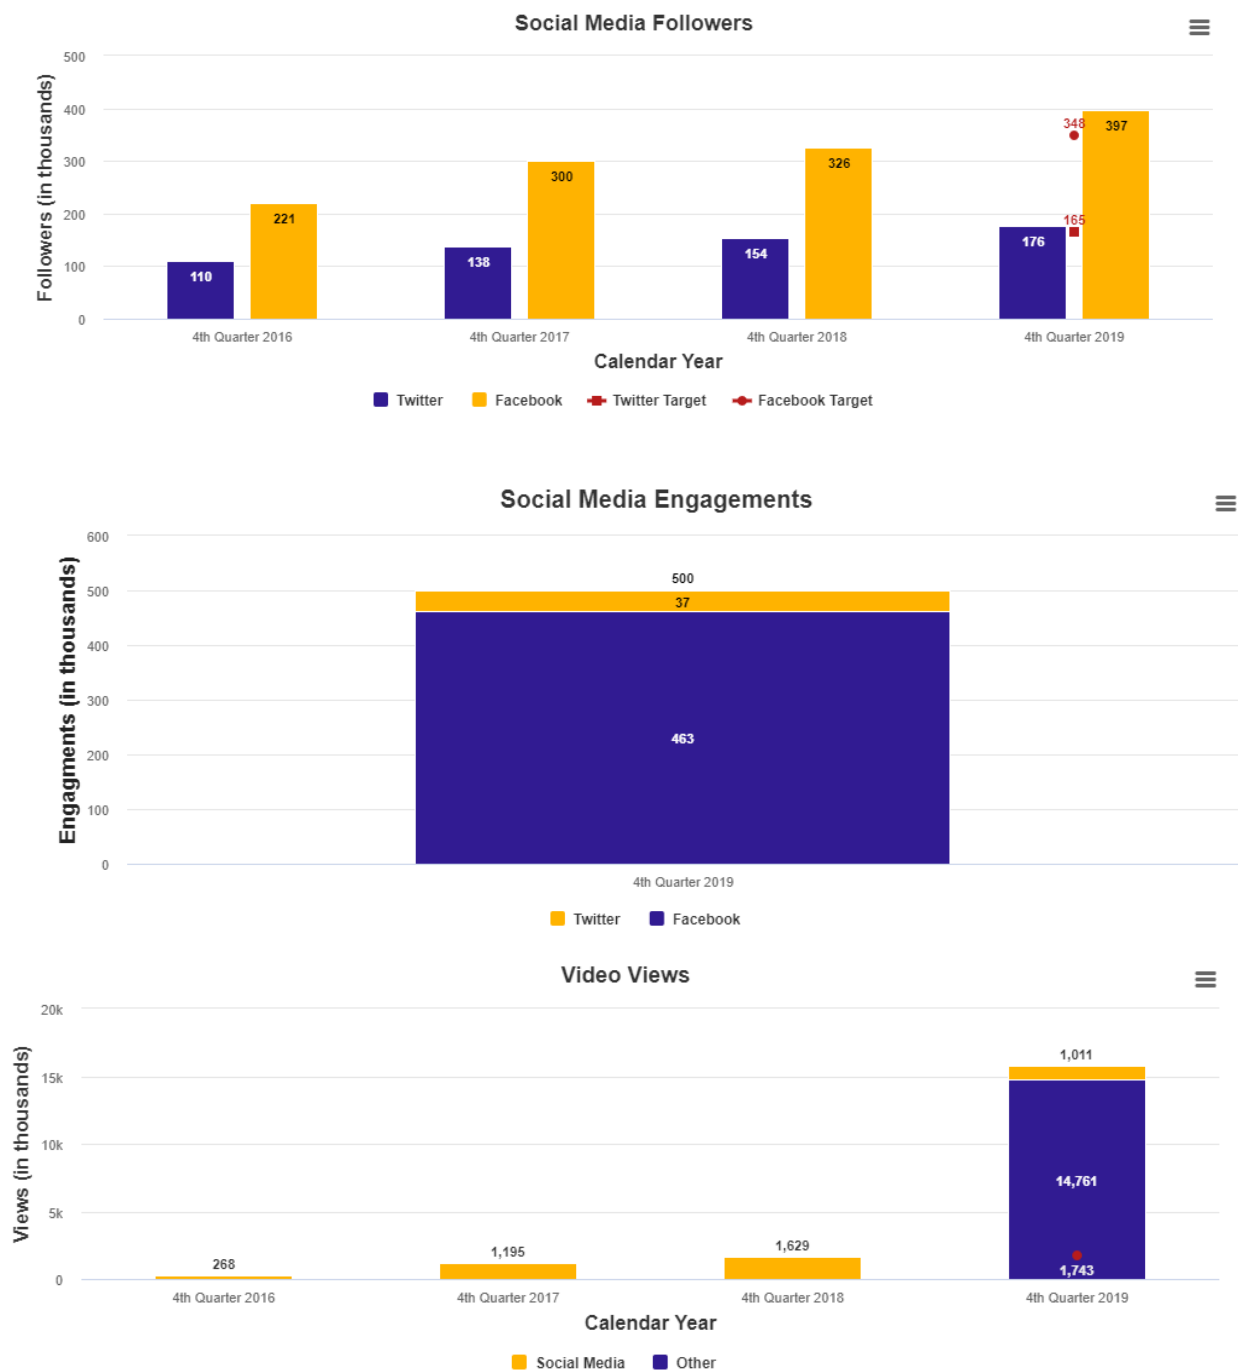 Social Media Followers
Followers (in thousands)
500
400
300
200
100
0
110
221
138
300
154
326
176
348
165
397
4th Quarter 2016
4th Quarter 2017
4th Quarter 2018
4th Quarter 2019
Calendar Year
Twitter
Facebook
Twitter Target
Facebook Target
Social Media Engagements
Engagments (in thousands)
600
500
400
300
200
100
0
500
37
463
4th Quarter 2019
Twitter
Facebook
Video Views
Views (in thousands)
20k
15k
10k
5k
0
268
1,195
1,629
1,011
14,761
1,743
4th Quarter 2016
4th Quarter 2017
4th Quarter 2018
4th Quarter 2019
Calendar Year
Social Media
Other